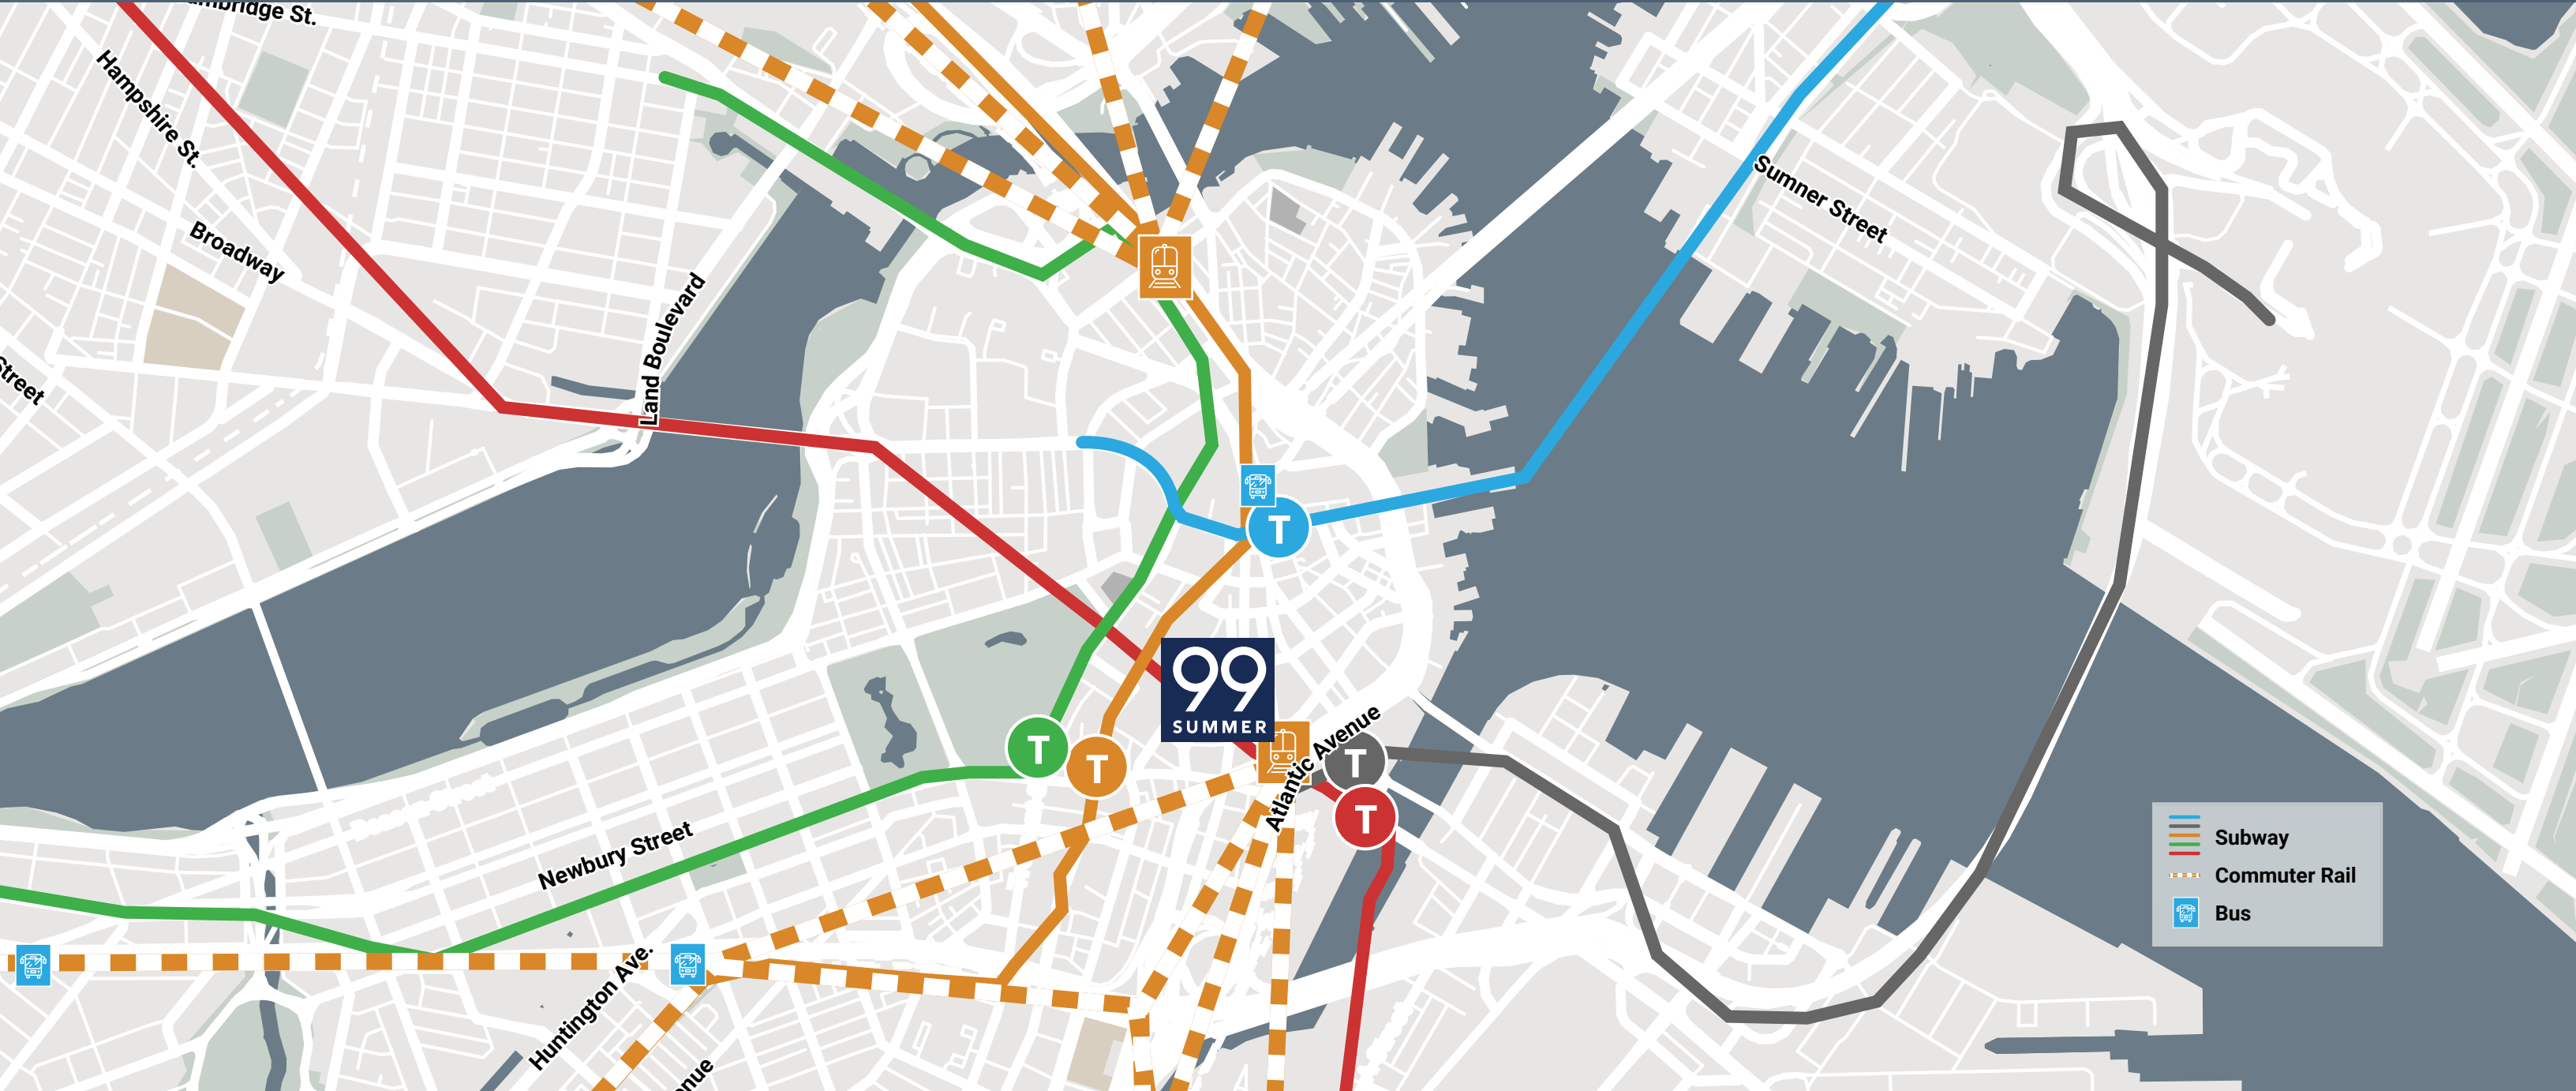 Hampshire St.
Broadway
Street
Land Boulevard
Sumner Street
T
99
SUMMER
T
T
T
T
Atlantic Avenue
Newbury Street
Huntington Ave.
Subway
Commuter Rail
Bus